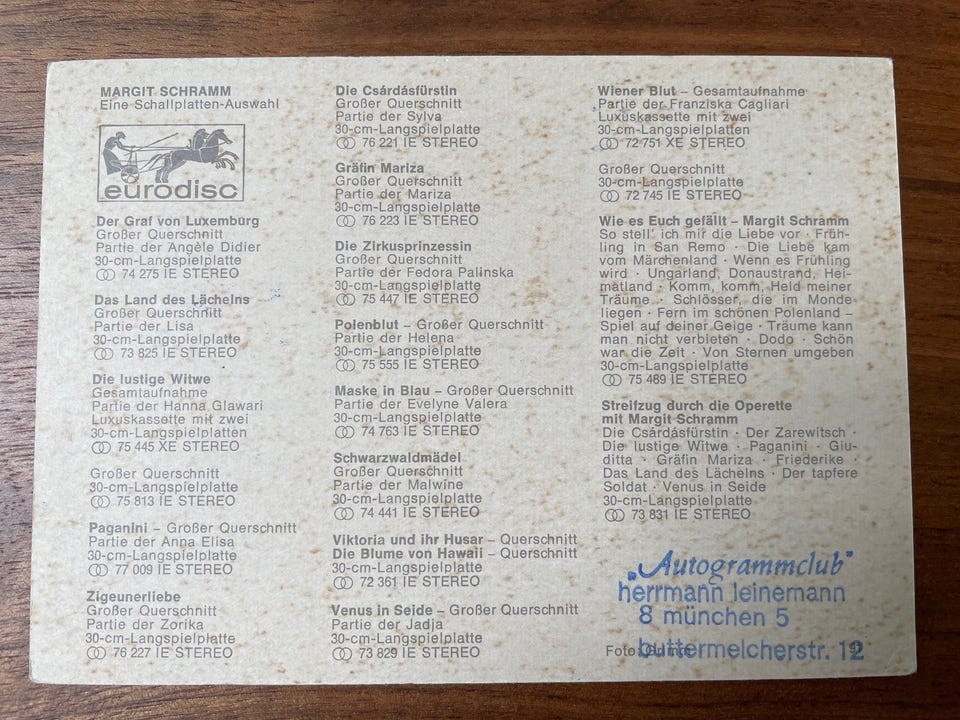 MARGIT SCHRAMM
Eine Schallplatten-Auswahl
eurodisc
Der Graf von Luxemburg
Großer Querschnitt
Partie der Angèle Didier
30-cm-Langspielplatte
74 275 IE STEREO
Das Land des Lächelns
Großer Querschnitt
Partie der Lisa
30-cm-Langspielplatte
73 825 IE STEREO
Die lustige Witwe
Gesamtaufnahme
Partie der Hanna Glawari
Luxuskassette mit zwei
30-cm-Langspielplatten
75 445 XE STEREO
Großer Querschnitt
30-cm-Langspielplatte
75 813 IE STEREO
Paganini – Großer Querschnitt
Partie der Anna Elisa
30-cm-Langspielplatte
77 009 IE STEREO
Zigeunerliebe
Großer Querschnitt
Partie der Zorika
30-cm-Langspielplatte
76 227 IE STEREO
Die Csárdásfürstin
Großer Querschnitt
Partie der Sylva
30-cm-Langspielplatte
76 221 IE STEREO
Gräfin Mariza
Großer Querschnitt
Partie der Mariza
30-cm-Langspielplatte
76 223 IE STEREO
Die Zirkusprinzessin
Großer Querschnitt
Partie der Fedora Palinska
30-cm-Langspielplatte
75 447 IE STEREO
Polenblut – Großer Querschnitt
Partie der Helena
30-cm-Langspielplatte
75 555 IE STEREO
Maske in Blau – Großer Querschnitt
Partie der Evelyne Valera
30-cm-Langspielplatte
74 763 IE STEREO
Schwarzwaldmädel
Großer Querschnitt
Partie der Malwine
30-cm-Langspielplatte
74 441 IE STEREO
Viktoria und ihr Husar – Querschnitt
Die Blume von Hawaii – Querschnitt
30-cm-Langspielplatte
72 361 IE STEREO
Venus in Seide – Großer Querschnitt
Partie der Jadja
30-cm-Langspielplatte
73 829 IE STEREO
Wiener Blut – Gesamtaufnahme
Partie der Franziska Cagliari
Luxuskassette mit zwei
30-cm-Langspielplatten
72 751 XE STEREO
Großer Querschnitt
30-cm-Langspielplatte
72 745 IE STEREO
Wie es Euch gefällt – Margit Schramm
So stell' ich mir die Liebe vor · Früh-
ling in San Remo · Die Liebe kam
vom Märchenland · Wenn es Frühling
wird · Ungarland, Donaustrand, Hei-
matland · Komm, komm, Held meiner
Träume · Schlösser, die im Monde
liegen · Fern im schönen Polenland –
Spiel auf deiner Geige · Träume kann
man nicht verbieten · Dodo · Schön
war die Zeit · Von Sternen umgeben
30-cm-Langspielplatte
75 489 IE STEREO
Streifzug durch die Operette
mit Margit Schramm
Die Csárdásfürstin · Der Zarewitsch ·
Die lustige Witwe · Paganini · Giu-
ditta · Gräfin Mariza · Friederike ·
Das Land des Lächelns · Der tapfere
Soldat · Venus in Seide
30-cm-Langspielplatte
73 831 IE STEREO
„Autogrammclub"
herrmann leinemann
8 münchen 5
buttermelcherstr. 12
Foto: